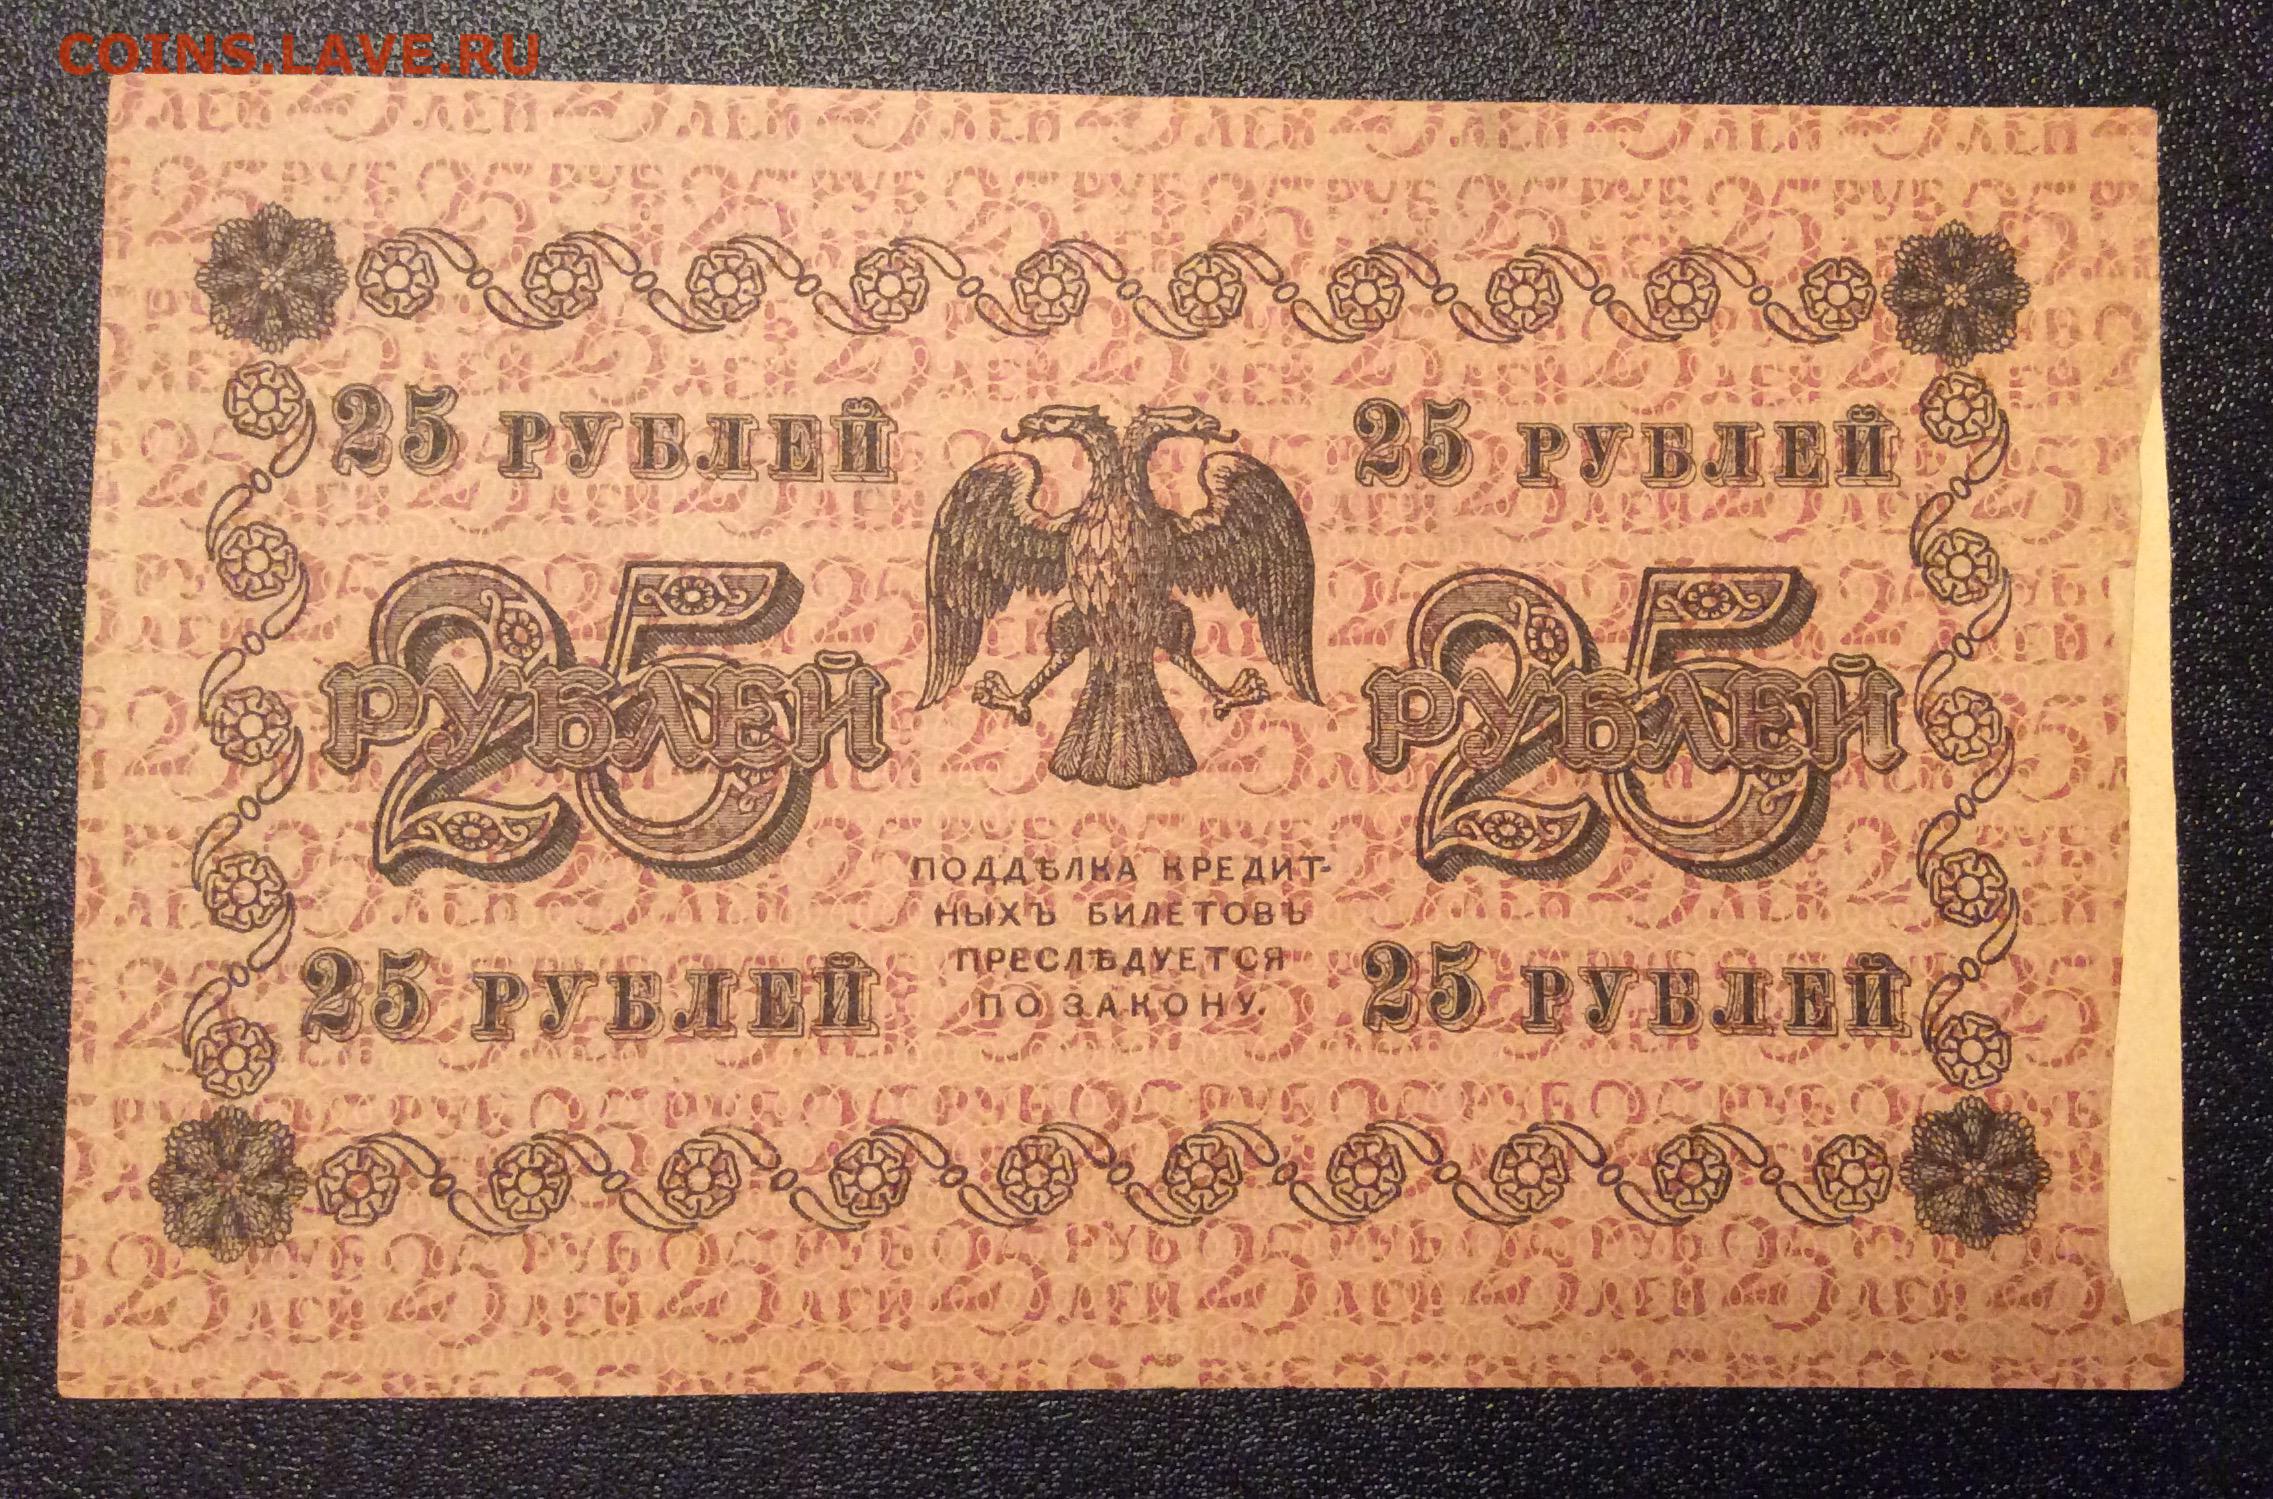 COINS.LAVE.RU
25 РУБЛЕЙ
25 РУБЛЕЙ
25 РУБЛЕЙ
25 РУБЛЕЙ
ПОДДѢЛКА КРЕДИТ-
НЫХЪ БИЛЕТОВЪ
ПРЕСЛѢДУЕТСЯ
ПО ЗАКОНУ.
25 РУБЛЕЙ
25 РУБЛЕЙ